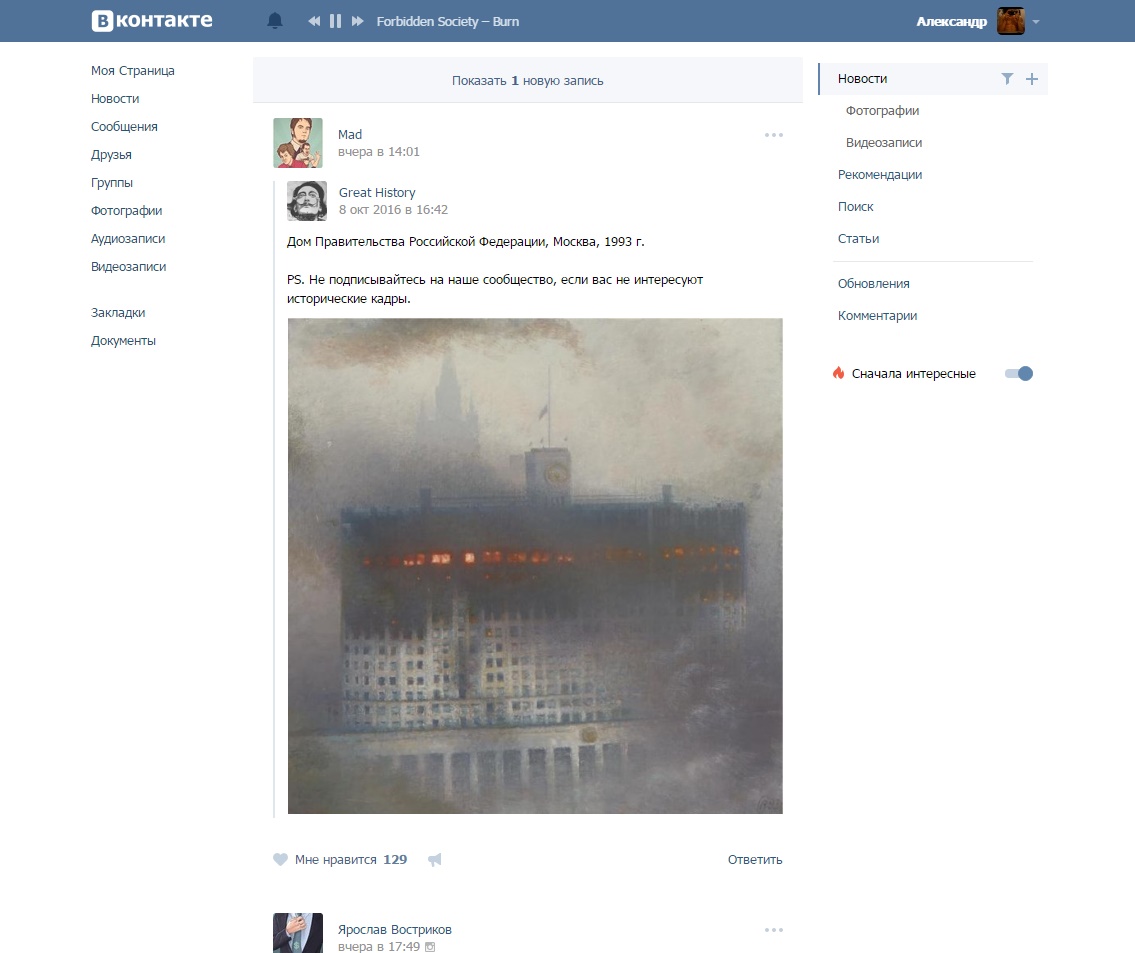 Вконтакте
Forbidden Society – Burn
Александр
Моя Страница
Новости
Сообщения
Друзья
Группы
Фотографии
Аудиозаписи
Видеозаписи
Закладки
Документы
Показать 1 новую запись
Mad
вчера в 14:01
Great History
8 окт 2016 в 16:42
Дом Правительства Российской Федерации, Москва, 1993 г.
PS. Не подписывайтесь на наше сообщество, если вас не интересуют
исторические кадры.
Мне нравится 129
Ответить
Ярослав Востриков
вчера в 17:49
Новости
Фотографии
Видеозаписи
Рекомендации
Поиск
Статьи
Обновления
Комментарии
Сначала интересные